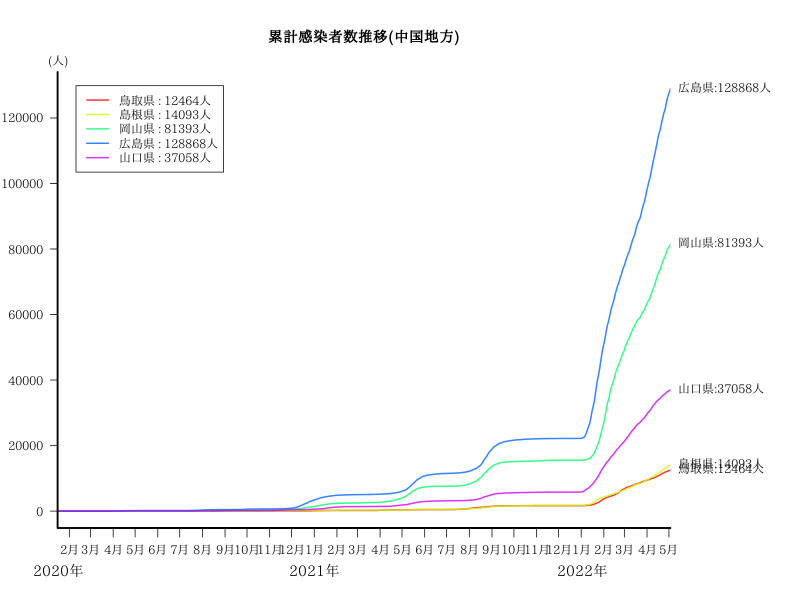 累計感染者数推移(中国地方)
(人)
鳥取県 : 12464人
島根県 : 14093人
岡山県 : 81393人
広島県 : 128868人
山口県 : 37058人
広島県:128868人
岡山県:81393人
山口県:37058人
島根県:14093人
鳥取県:12464人
120000
100000
80000
60000
40000
20000
0
2月 3月 4月 5月 6月 7月 8月 9月 10月 11月 12月 1月 2月 3月 4月 5月 6月 7月 8月 9月 10月 11月 12月 1月 2月 3月 4月 5月
2020年 2021年 2022年